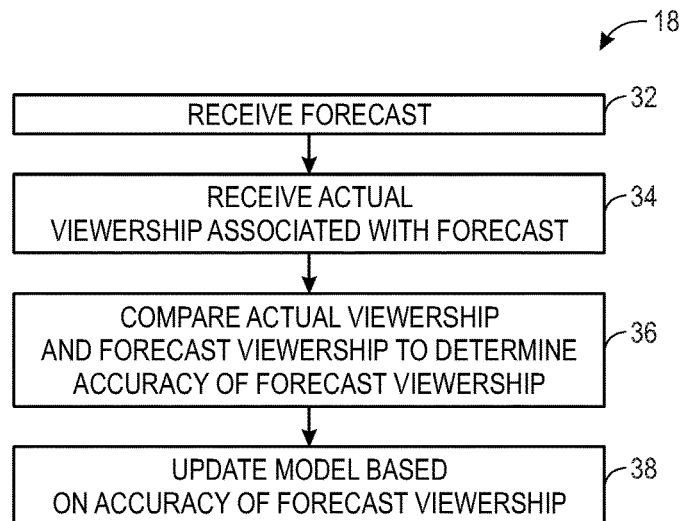 18
RECEIVE FORECAST
32
RECEIVE ACTUAL
VIEWERSHIP ASSOCIATED WITH FORECAST
34
COMPARE ACTUAL VIEWERSHIP
AND FORECAST VIEWERSHIP TO DETERMINE
ACCURACY OF FORECAST VIEWERSHIP
36
UPDATE MODEL BASED
ON ACCURACY OF FORECAST VIEWERSHIP
38